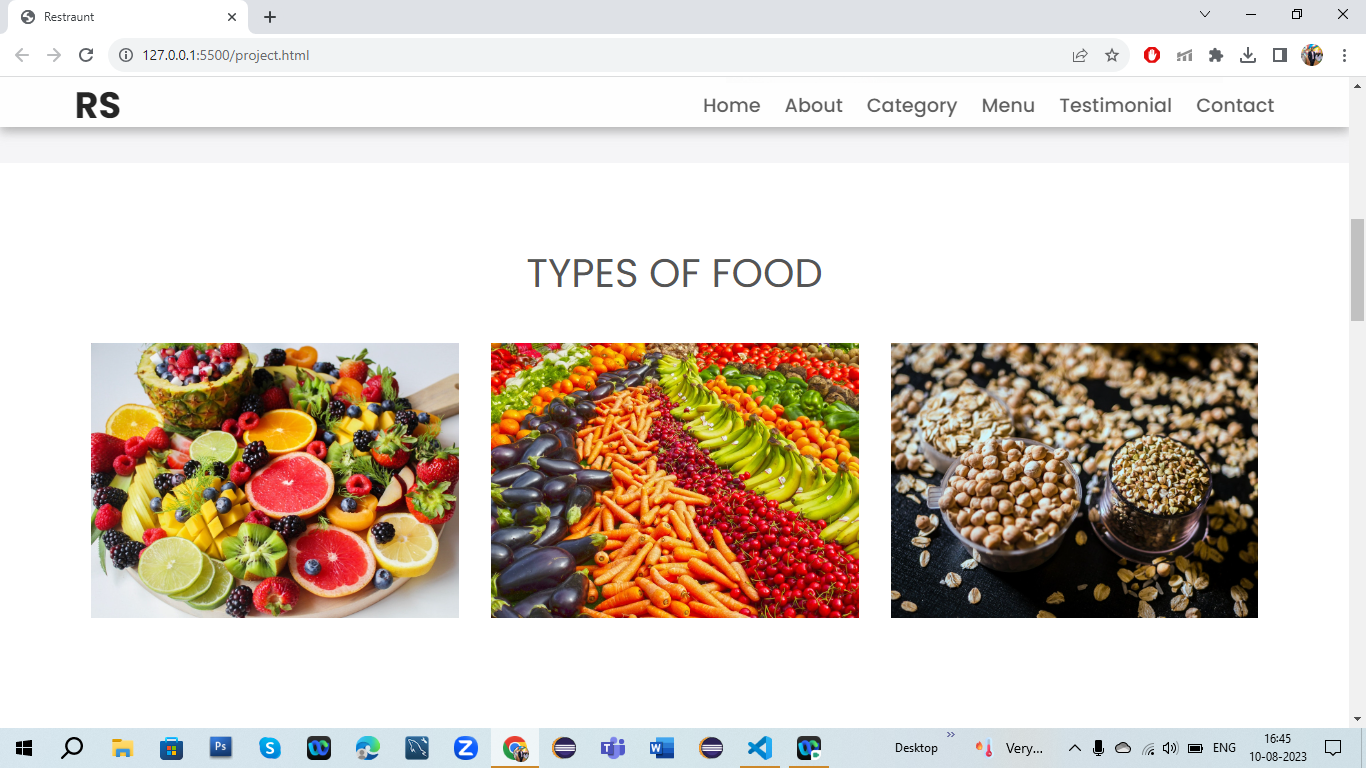 Restraunt
127.0.0.1:5500/project.html
RS
Home About Category Menu Testimonial Contact
TYPES OF FOOD
Ps
Desktop
Very...
ENG
16:45
10-08-2023